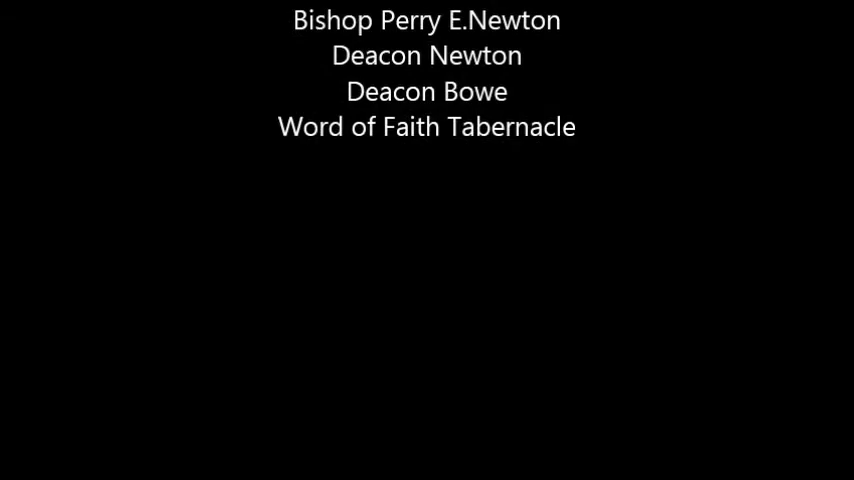 Bishop Perry E.Newton
Deacon Newton
Deacon Bowe
Word of Faith Tabernacle